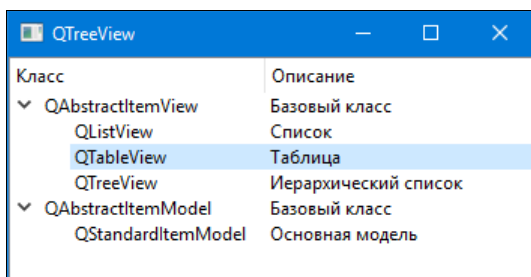 QTreeView
Класс Описание
QAbstractItemView Базовый класс
QListView Список
QTableView Таблица
QTreeView Иерархический список
QAbstractItemModel Базовый класс
QStandardItemModel Основная модель